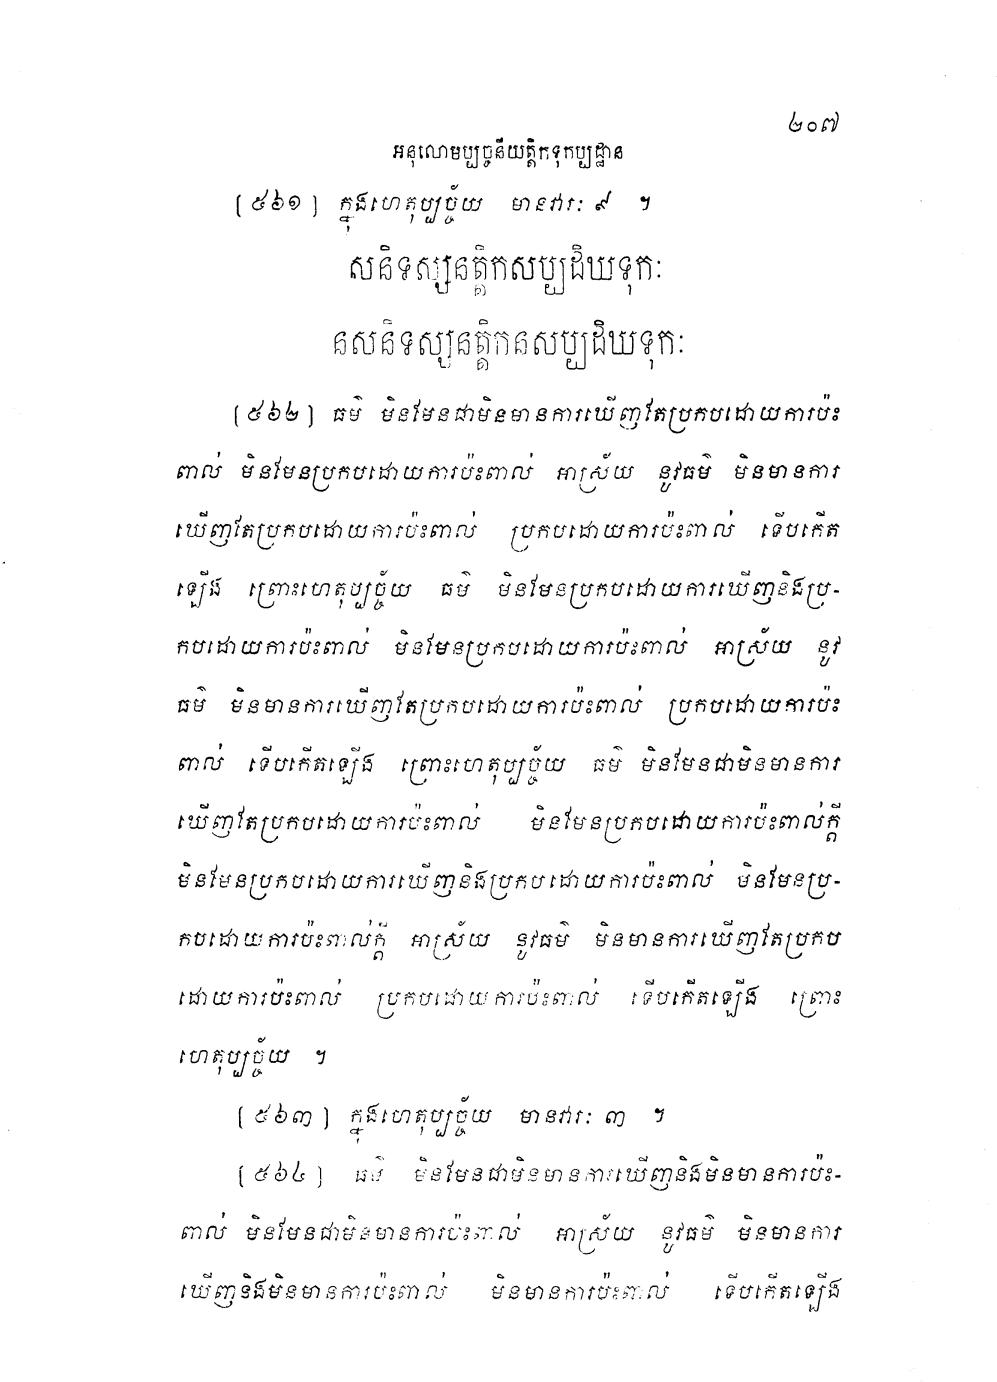 ២០៧
អនុលោមប្បច្ចនីយត្តិកទុកប្បដ្ឋាន
[៥៦១] ក្នុងហេតុប្បច្ច័យ មានវារៈ ៩ ។
សនិទស្សនត្តិកសប្បដិឃទុកៈ
នសនិទស្សនត្តិកនសប្បដិឃទុកៈ
[៥៦២] ធម៌ មិនមែនជាមិនមានការឃើញតែប្រកបដោយការប៉ះ
ពាល់ មិនមែនប្រកបដោយការប៉ះពាល់ អាស្រ័យ នូវធម៌ មិនមានការ
ឃើញតែប្រកបដោយការប៉ះពាល់ ប្រកបដោយការប៉ះពាល់ ទើបកើត
ឡើង ព្រោះហេតុប្បច្ច័យ ធម៌ មិនមែនប្រកបដោយការឃើញនិងប្រ-
កបដោយការប៉ះពាល់ មិនមែនប្រកបដោយការប៉ះពាល់ អាស្រ័យ នូវ
ធម៌ មិនមានការឃើញតែប្រកបដោយការប៉ះពាល់ ប្រកបដោយការប៉ះ
ពាល់ ទើបកើតឡើង ព្រោះហេតុប្បច្ច័យ ធម៌ មិនមែនជាមិនមានការ
ឃើញតែប្រកបដោយការប៉ះពាល់ មិនមែនប្រកបដោយការប៉ះពាល់ក្តី
មិនមែនប្រកបដោយការឃើញនិងប្រកបដោយការប៉ះពាល់ មិនមែនប្រ-
កបដោយការប៉ះពាល់ក្តី អាស្រ័យ នូវធម៌ មិនមានការឃើញតែប្រកប
ដោយការប៉ះពាល់ ប្រកបដោយការប៉ះពាល់ ទើបកើតឡើង ព្រោះ
ហេតុប្បច្ច័យ ។
[៥៦៣] ក្នុងហេតុប្បច្ច័យ មានវារៈ ៣ ។
[៥៦៤] ធម៌ មិនមែនជាមិនមានការឃើញនិងមិនមានការប៉ះ-
ពាល់ មិនមែនជាមិនមានការប៉ះពាល់ អាស្រ័យ នូវធម៌ មិនមានការ
ឃើញនិងមិនមានការប៉ះពាល់ មិនមានការប៉ះពាល់ ទើបកើតឡើង